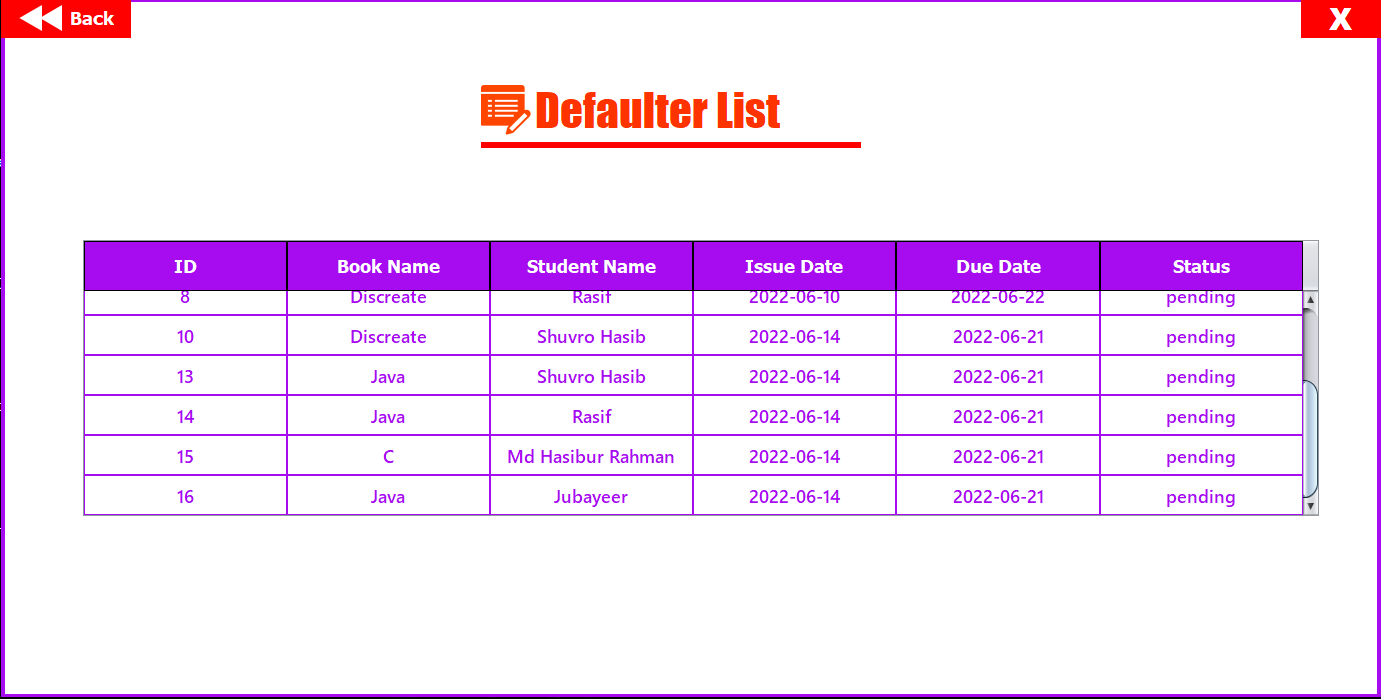 Back X
Defaulter List
ID Book Name Student Name Issue Date Due Date Status
8 Discreate Rasif 2022-06-10 2022-06-22 pending
10 Discreate Shuvro Hasib 2022-06-14 2022-06-21 pending
13 Java Shuvro Hasib 2022-06-14 2022-06-21 pending
14 Java Rasif 2022-06-14 2022-06-21 pending
15 C Md Hasibur Rahman 2022-06-14 2022-06-21 pending
16 Java Jubayeer 2022-06-14 2022-06-21 pending